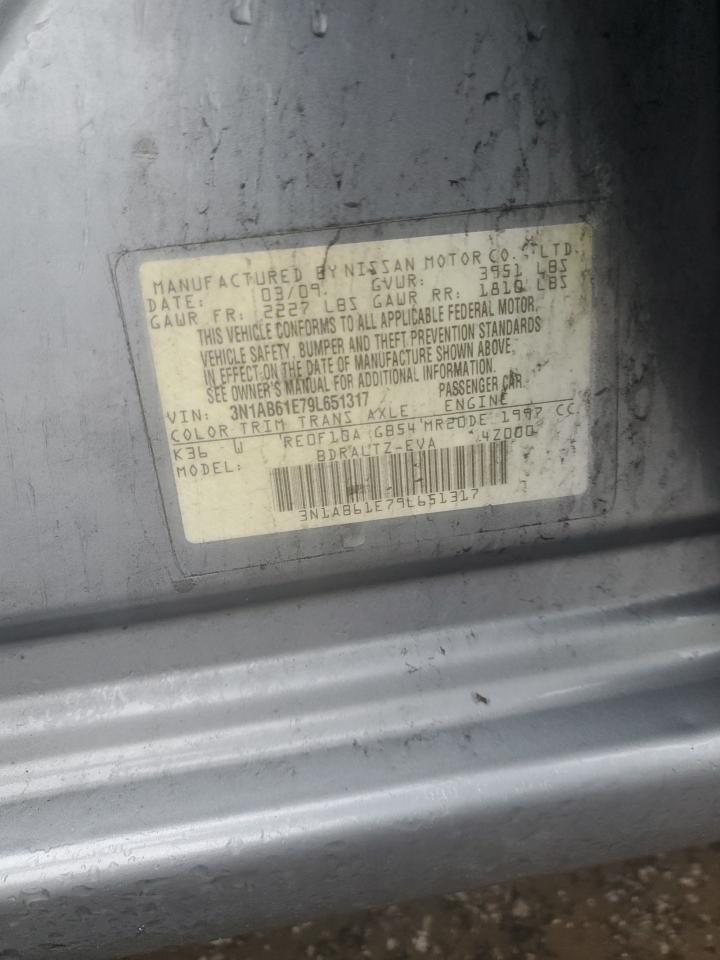 MANUFACTURED BY NISSAN MOTOR CO., LTD.
DATE: 03/09 GVWR: 3951 LBS
GAWR FR: 2227 LBS GAWR RR: 1810 LBS
THIS VEHICLE CONFORMS TO ALL APPLICABLE FEDERAL MOTOR
VEHICLE SAFETY, BUMPER AND THEFT PREVENTION STANDARDS
IN EFFECT ON THE DATE OF MANUFACTURE SHOWN ABOVE.
SEE OWNER'S MANUAL FOR ADDITIONAL INFORMATION.
VIN: 3N1AB61E79L651317 PASSENGER CAR
COLOR TRIM TRANS AXLE ENGINE
K36 W RE0F10A GB54 MR20DE 1997 CC
MODEL: BDRALTZ-EVA 4Z000
3N1AB61E79L651317